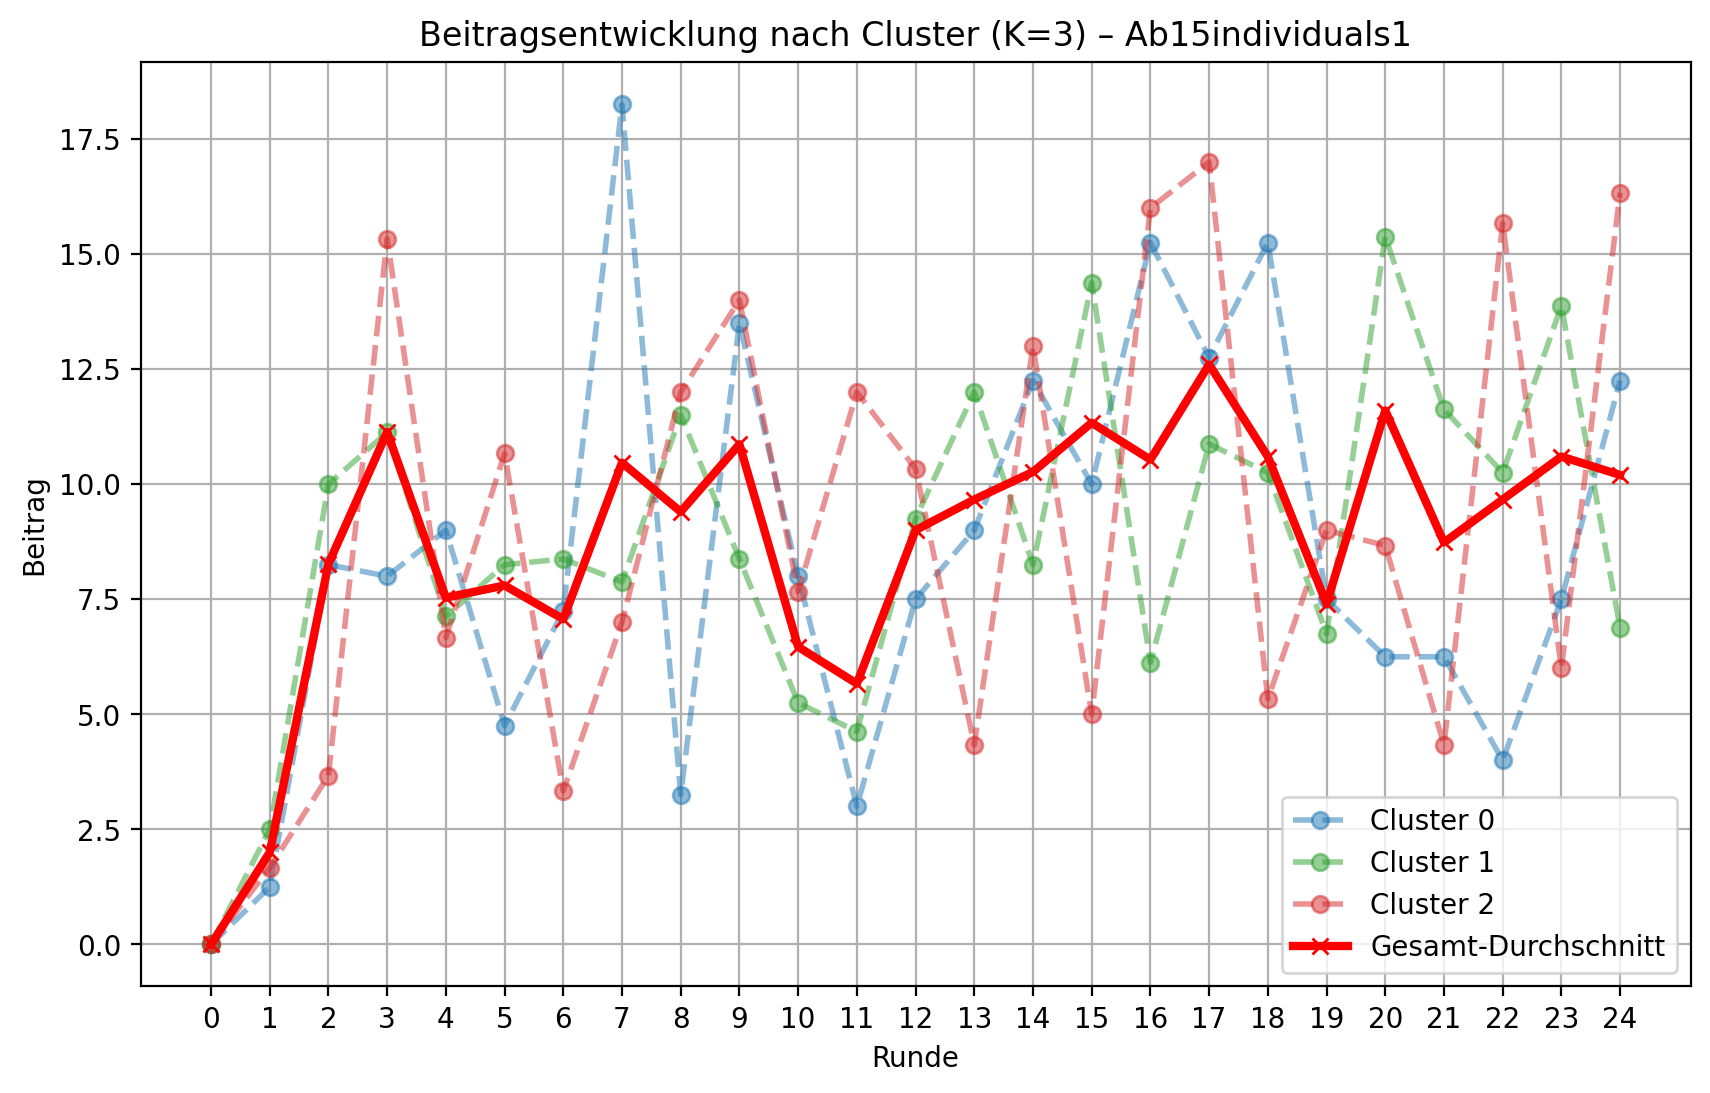 Beitragsentwicklung nach Cluster (K=3) – Ab15individuals1
Beitrag
17.5
15.0
12.5
10.0
7.5
5.0
2.5
0.0
0 1 2 3 4 5 6 7 8 9 10 11 12 13 14 15 16 17 18 19 20 21 22 23 24
Runde
Cluster 0
Cluster 1
Cluster 2
Gesamt-Durchschnitt